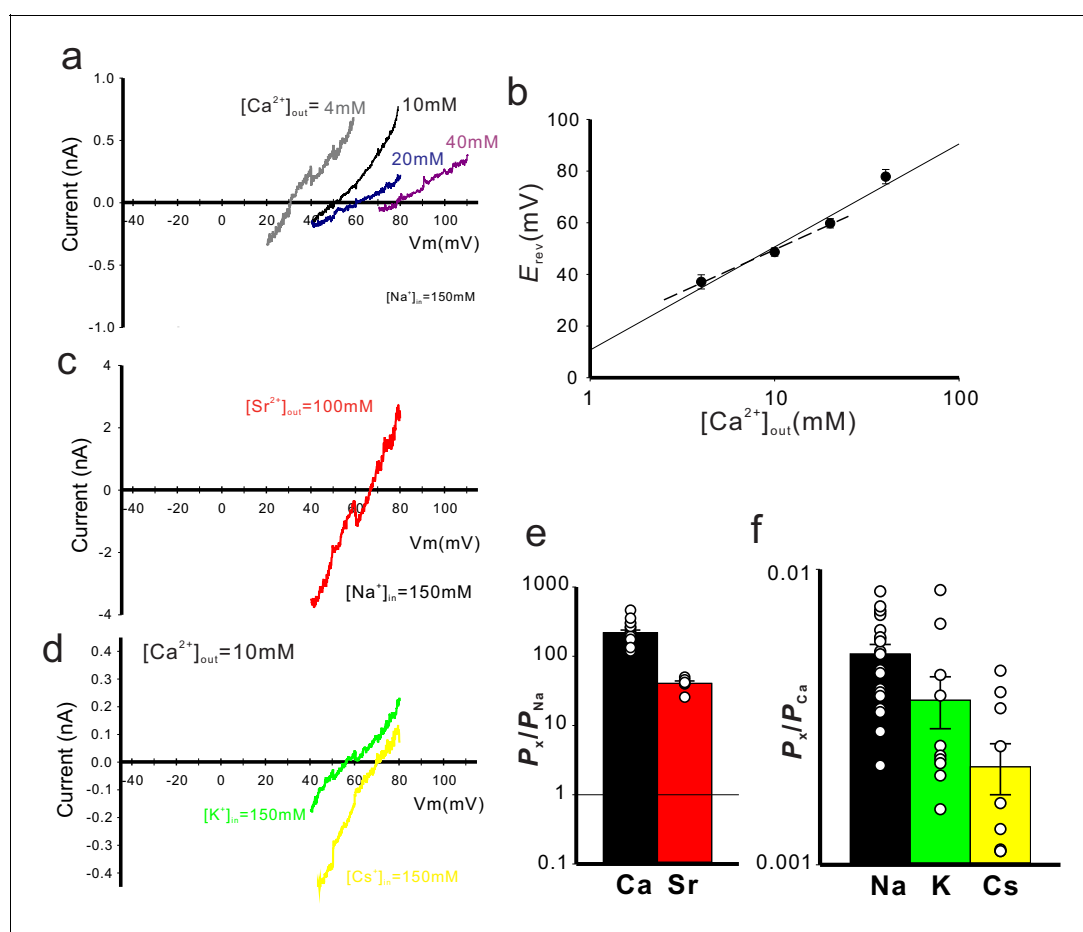 a
1.0
0.5
0.0
-0.5
-1.0
Current (nA)
[Ca²⁺]out= 4mM
10mM
20mM
40mM
-40 -20 0 20 40 60 80 100
Vm(mV)
[Na⁺]in=150mM
b
100
80
60
40
20
0
Erev(mV)
1 10 100
[Ca²⁺]out(mM)
c
4
2
0
-2
-4
Current (nA)
[Sr²⁺]out=100mM
-40 -20 0 20 40 60 80 100
Vm(mV)
[Na⁺]in=150mM
d
0.4
0.3
0.2
0.1
0.0
-0.1
-0.2
-0.3
-0.4
Current (nA)
[Ca²⁺]out=10mM
-40 -20 0 20 40 60 80 100
Vm(mV)
[K⁺]in=150mM
[Cs⁺]in=150mM
e
1000
100
10
1
0.1
Px/PNa
Ca Sr
f
0.01
0.001
Px/PCa
Na K Cs